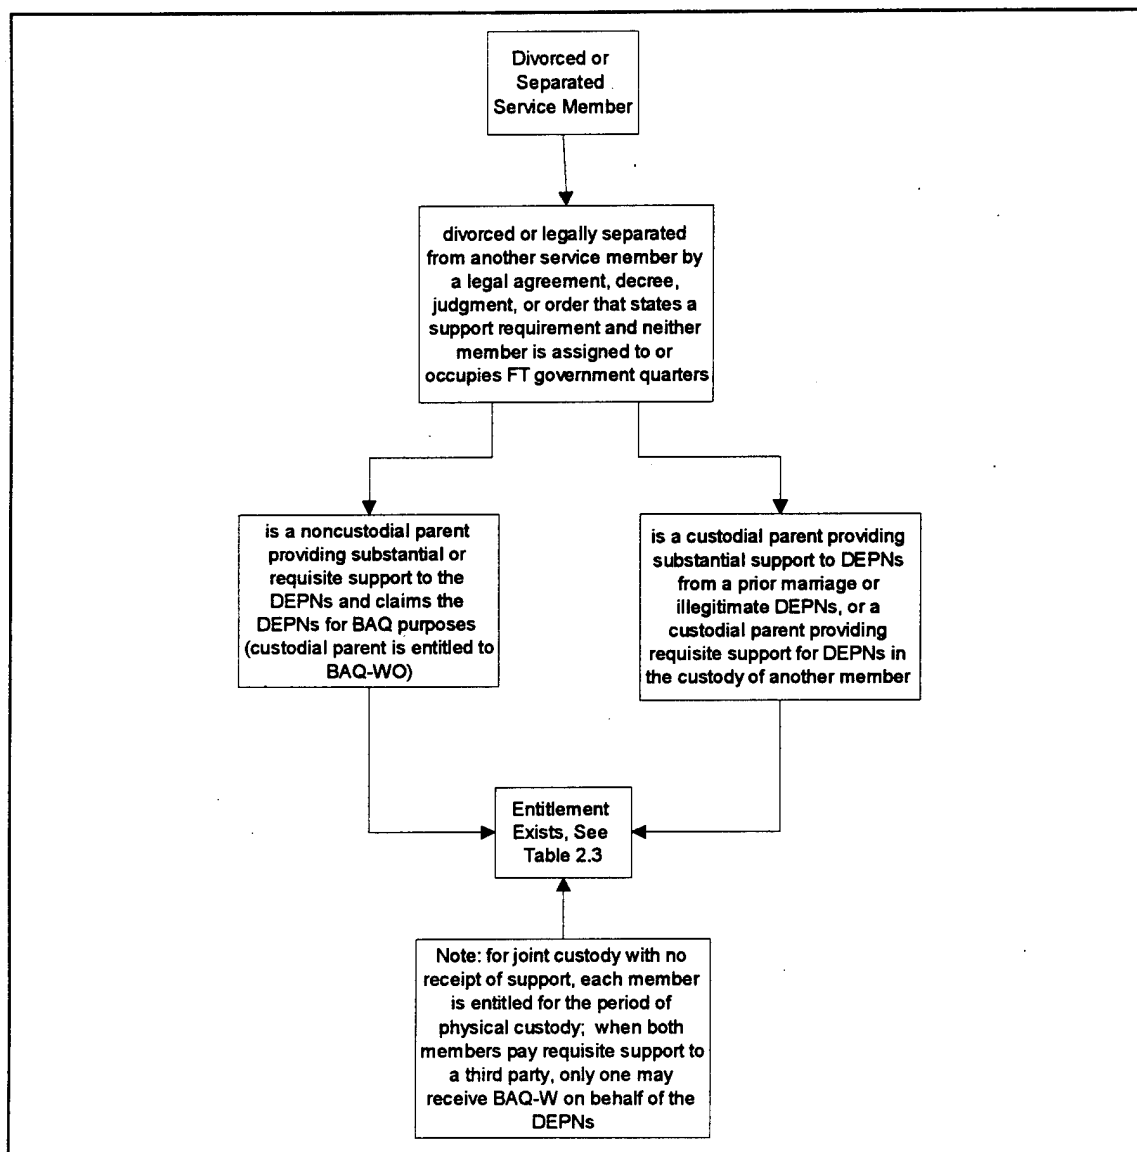 Divorced or
Separated
Service Member
divorced or legally separated
from another service member by
a legal agreement, decree,
judgment, or order that states a
support requirement and neither
member is assigned to or
occupies FT government quarters
is a noncustodial parent
providing substantial or
requisite support to the
DEPNs and claims the
DEPNs for BAQ purposes
(custodial parent is entitled to
BAQ-WO)
is a custodial parent providing
substantial support to DEPNs
from a prior marriage or
illegitimate DEPNs, or a
custodial parent providing
requisite support for DEPNs in
the custody of another member
Entitlement
Exists, See
Table 2.3
Note: for joint custody with no
receipt of support, each member
is entitled for the period of
physical custody; when both
members pay requisite support to
a third party, only one may
receive BAQ-W on behalf of the
DEPNs